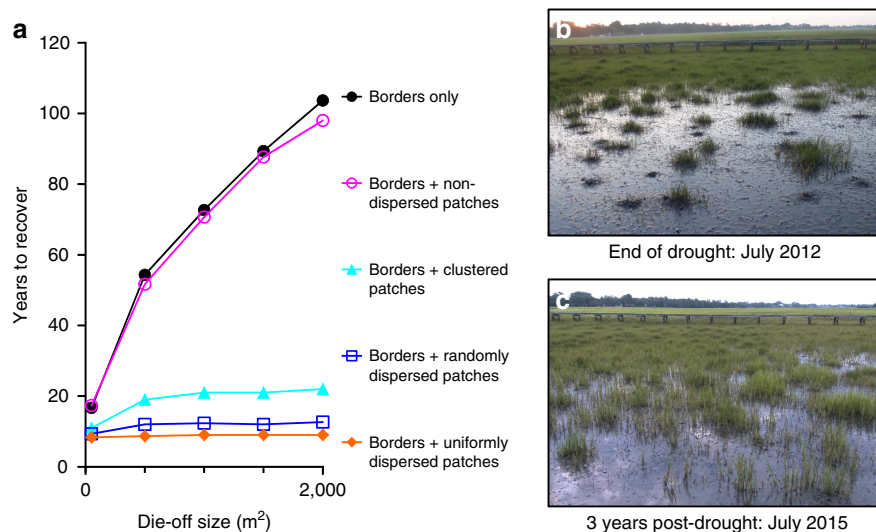 a
120
100
80
60
40
20
0
Years to recover
0
2,000
Die-off size (m²)
Borders only
Borders + non-
dispersed patches
Borders + clustered
patches
Borders + randomly
dispersed patches
Borders + uniformly
dispersed patches
b
End of drought: July 2012
c
3 years post-drought: July 2015